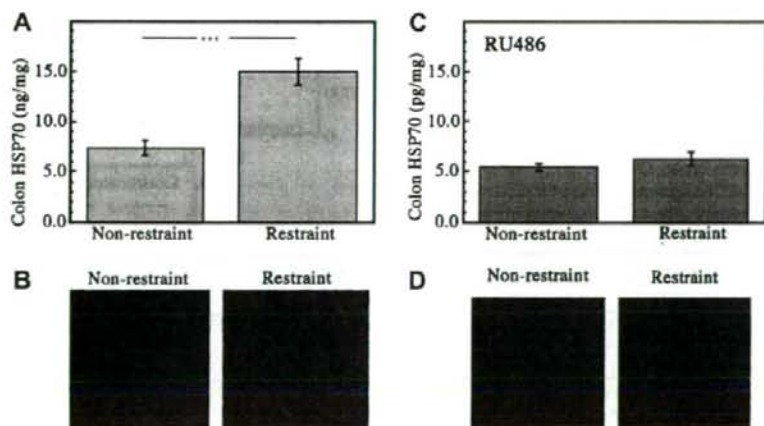 A
Colon HSP70 (ng/mg)
15.0
10.0
5.0
0.0
***
Non-restraint Restraint
B
Non-restraint Restraint
C
RU486
Colon HSP70 (pg/mg)
15.0
10.0
5.0
0.0
Non-restraint Restraint
D
Non-restraint Restraint